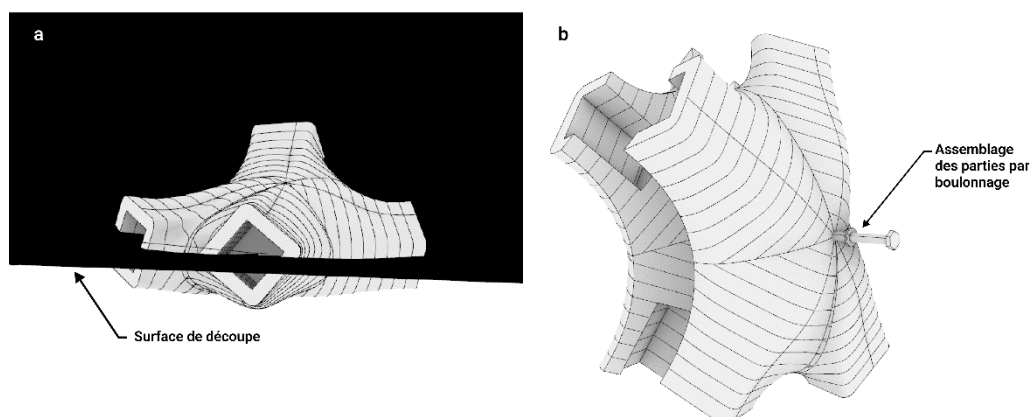 a
Surface de découpe
b
Assemblage
des parties par
boulonnage